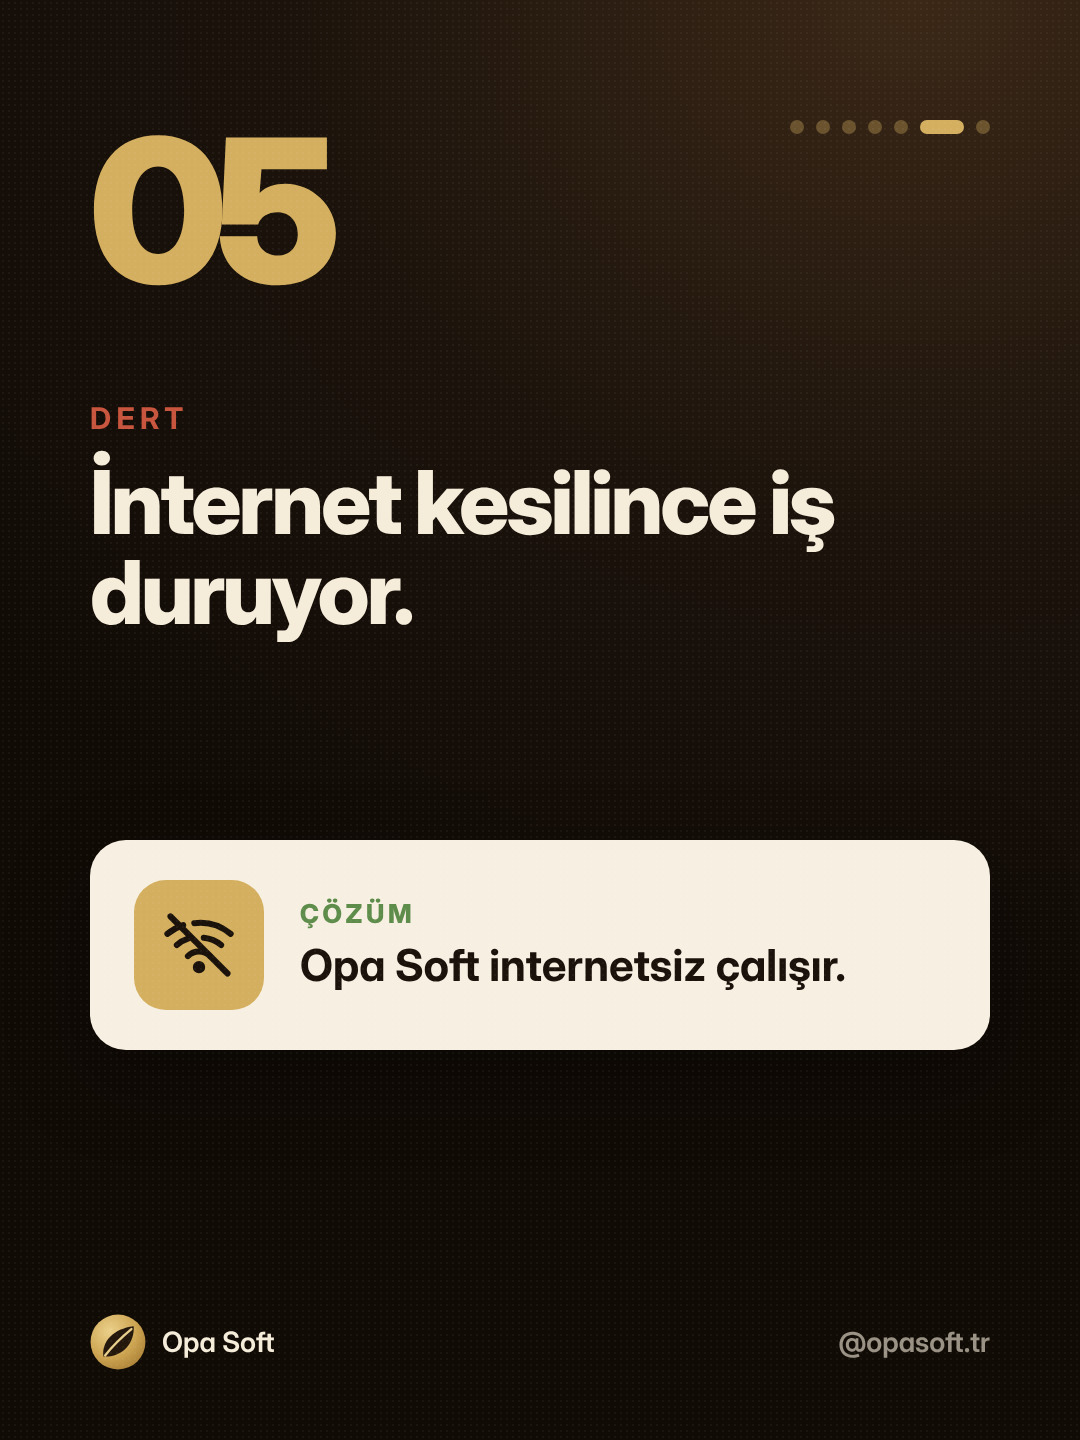 05
DERT
İnternet kesilince iş
duruyor.
ÇÖZÜM
Opa Soft internetsiz çalışır.
Opa Soft
@opasoft.tr